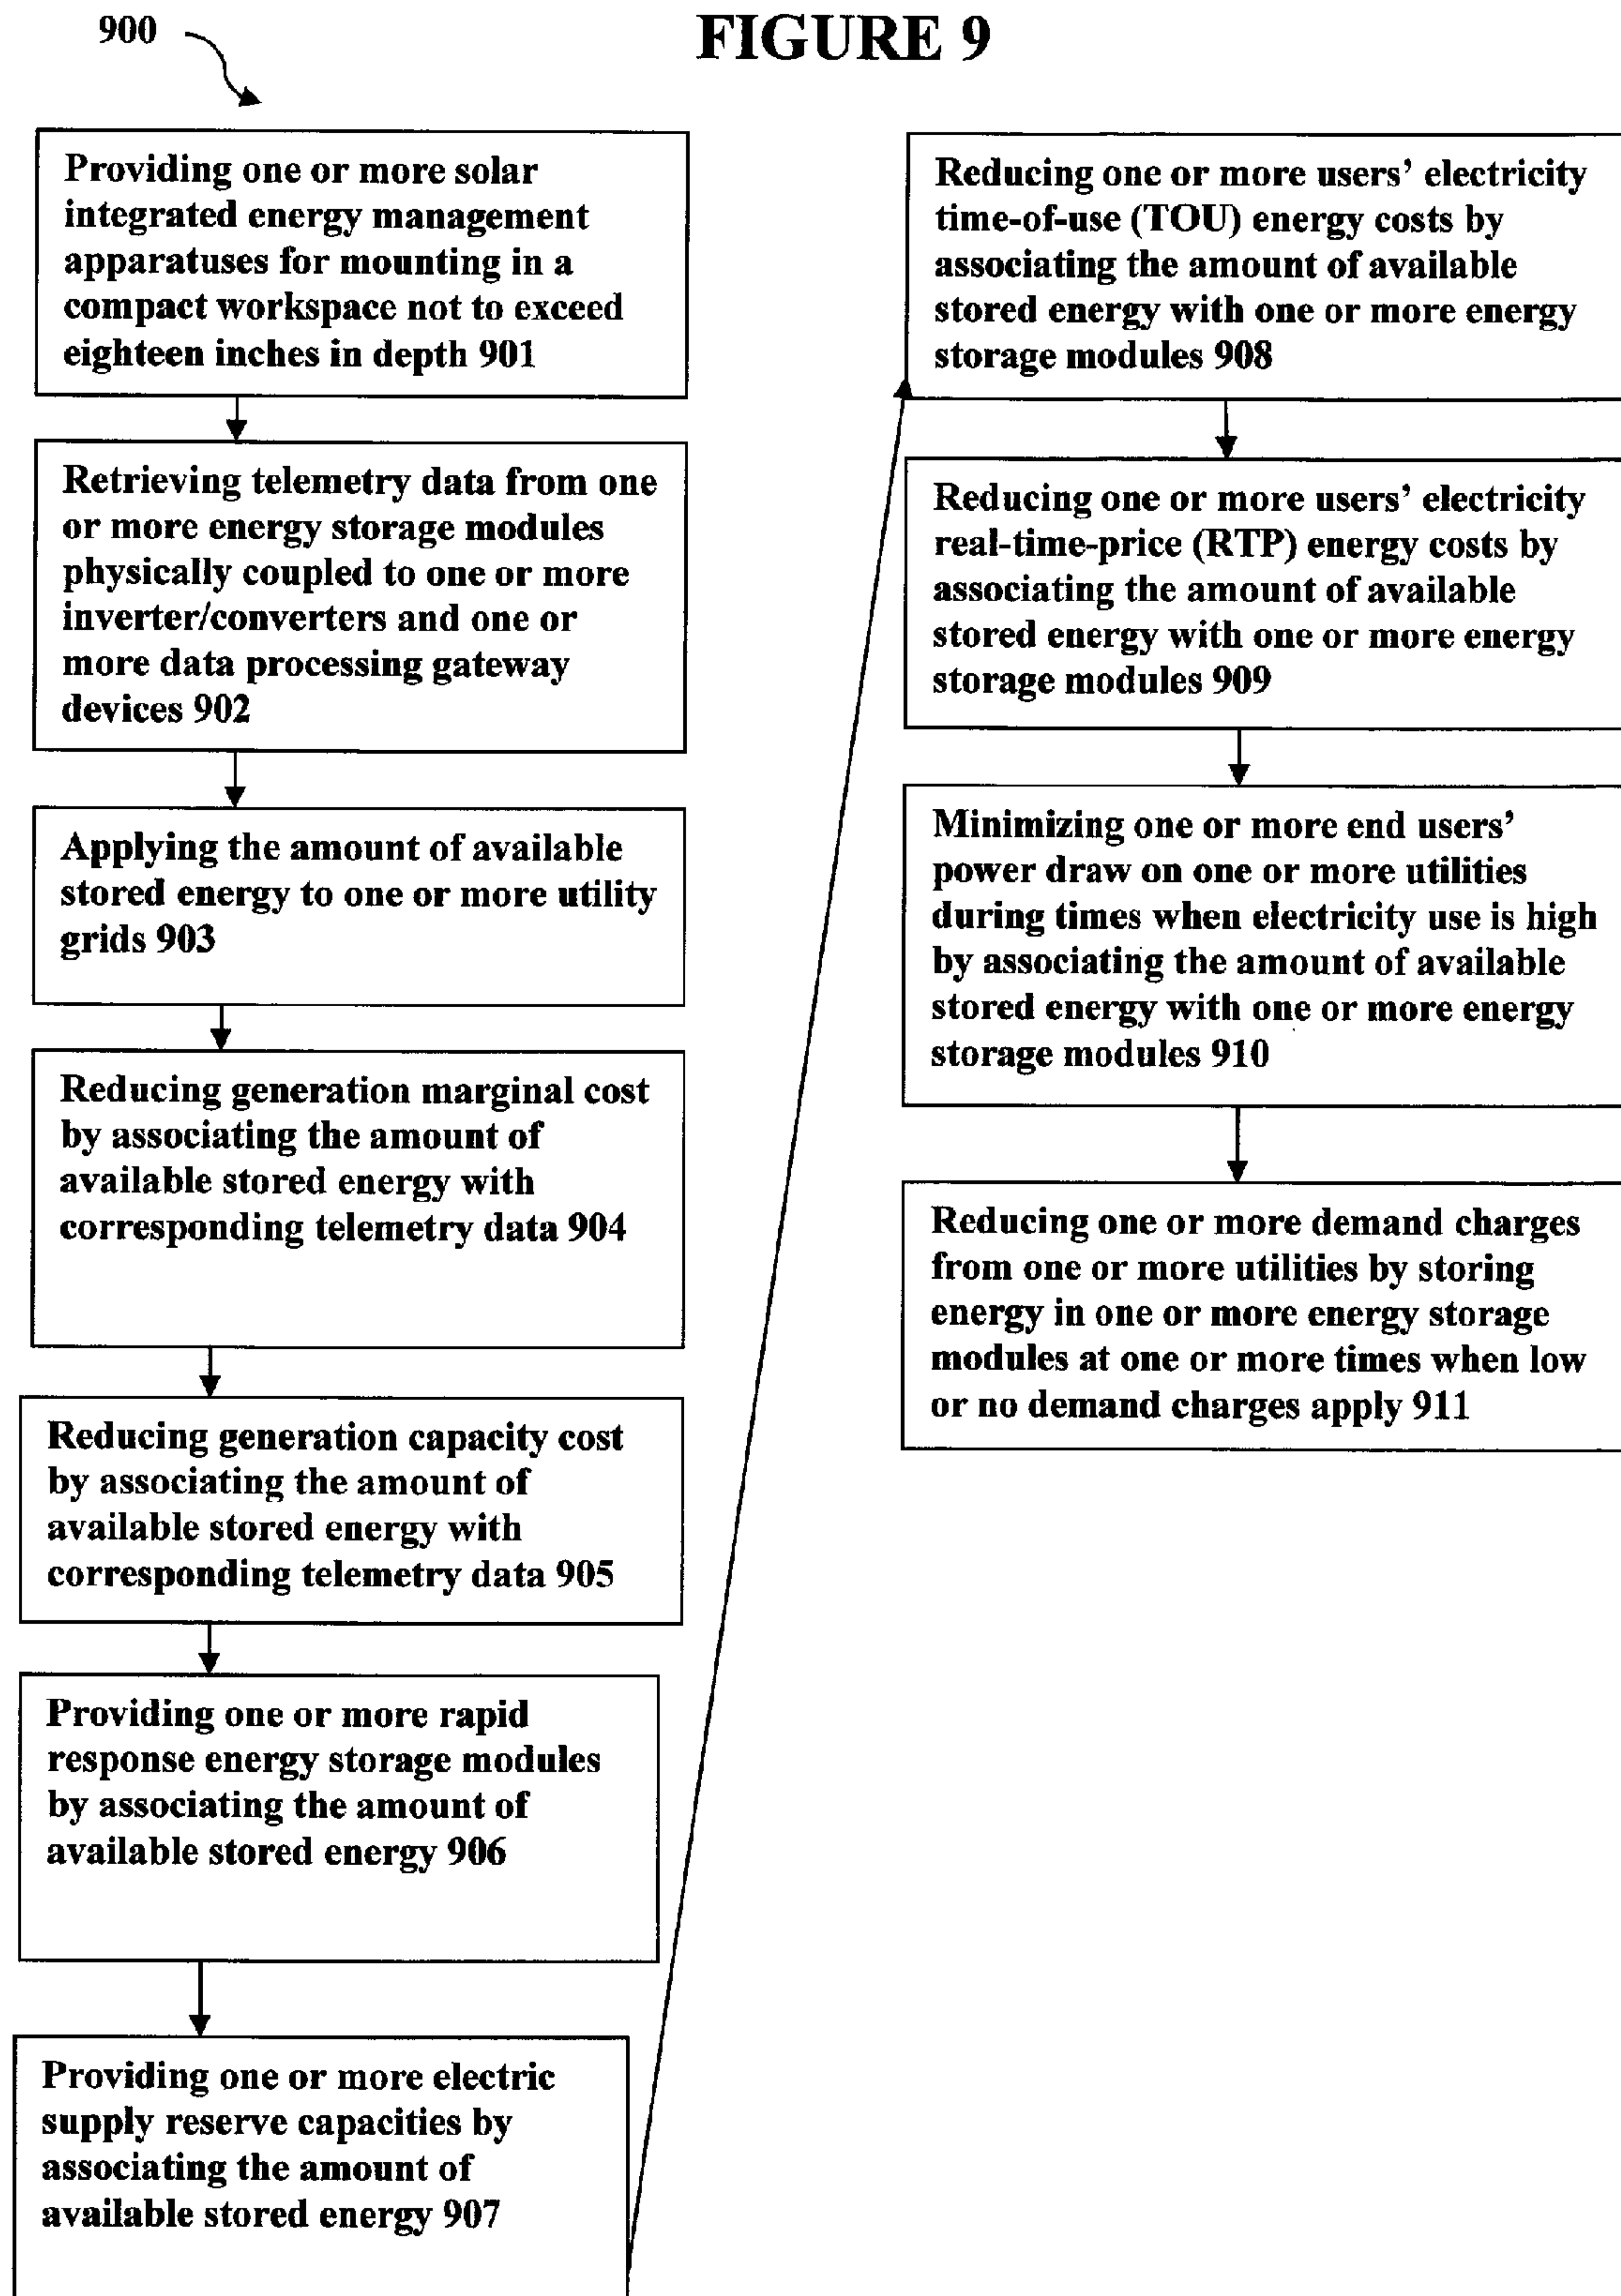 900
FIGURE 9
Providing one or more solar
integrated energy management
apparatuses for mounting in a
compact workspace not to exceed
eighteen inches in depth 901
Retrieving telemetry data from one
or more energy storage modules
physically coupled to one or more
inverter/converters and one or
more data processing gateway
devices 902
Applying the amount of available
stored energy to one or more utility
grids 903
Reducing generation marginal cost
by associating the amount of
available stored energy with
corresponding telemetry data 904
Reducing generation capacity cost
by associating the amount of
available stored energy with
corresponding telemetry data 905
Providing one or more rapid
response energy storage modules
by associating the amount of
available stored energy 906
Providing one or more electric
supply reserve capacities by
associating the amount of
available stored energy 907
Reducing one or more users’ electricity
time-of-use (TOU) energy costs by
associating the amount of available
stored energy with one or more energy
storage modules 908
Reducing one or more users’ electricity
real-time-price (RTP) energy costs by
associating the amount of available
stored energy with one or more energy
storage modules 909
Minimizing one or more end users’
power draw on one or more utilities
during times when electricity use is high
by associating the amount of available
stored energy with one or more energy
storage modules 910
Reducing one or more demand charges
from one or more utilities by storing
energy in one or more energy storage
modules at one or more times when low
or no demand charges apply 911